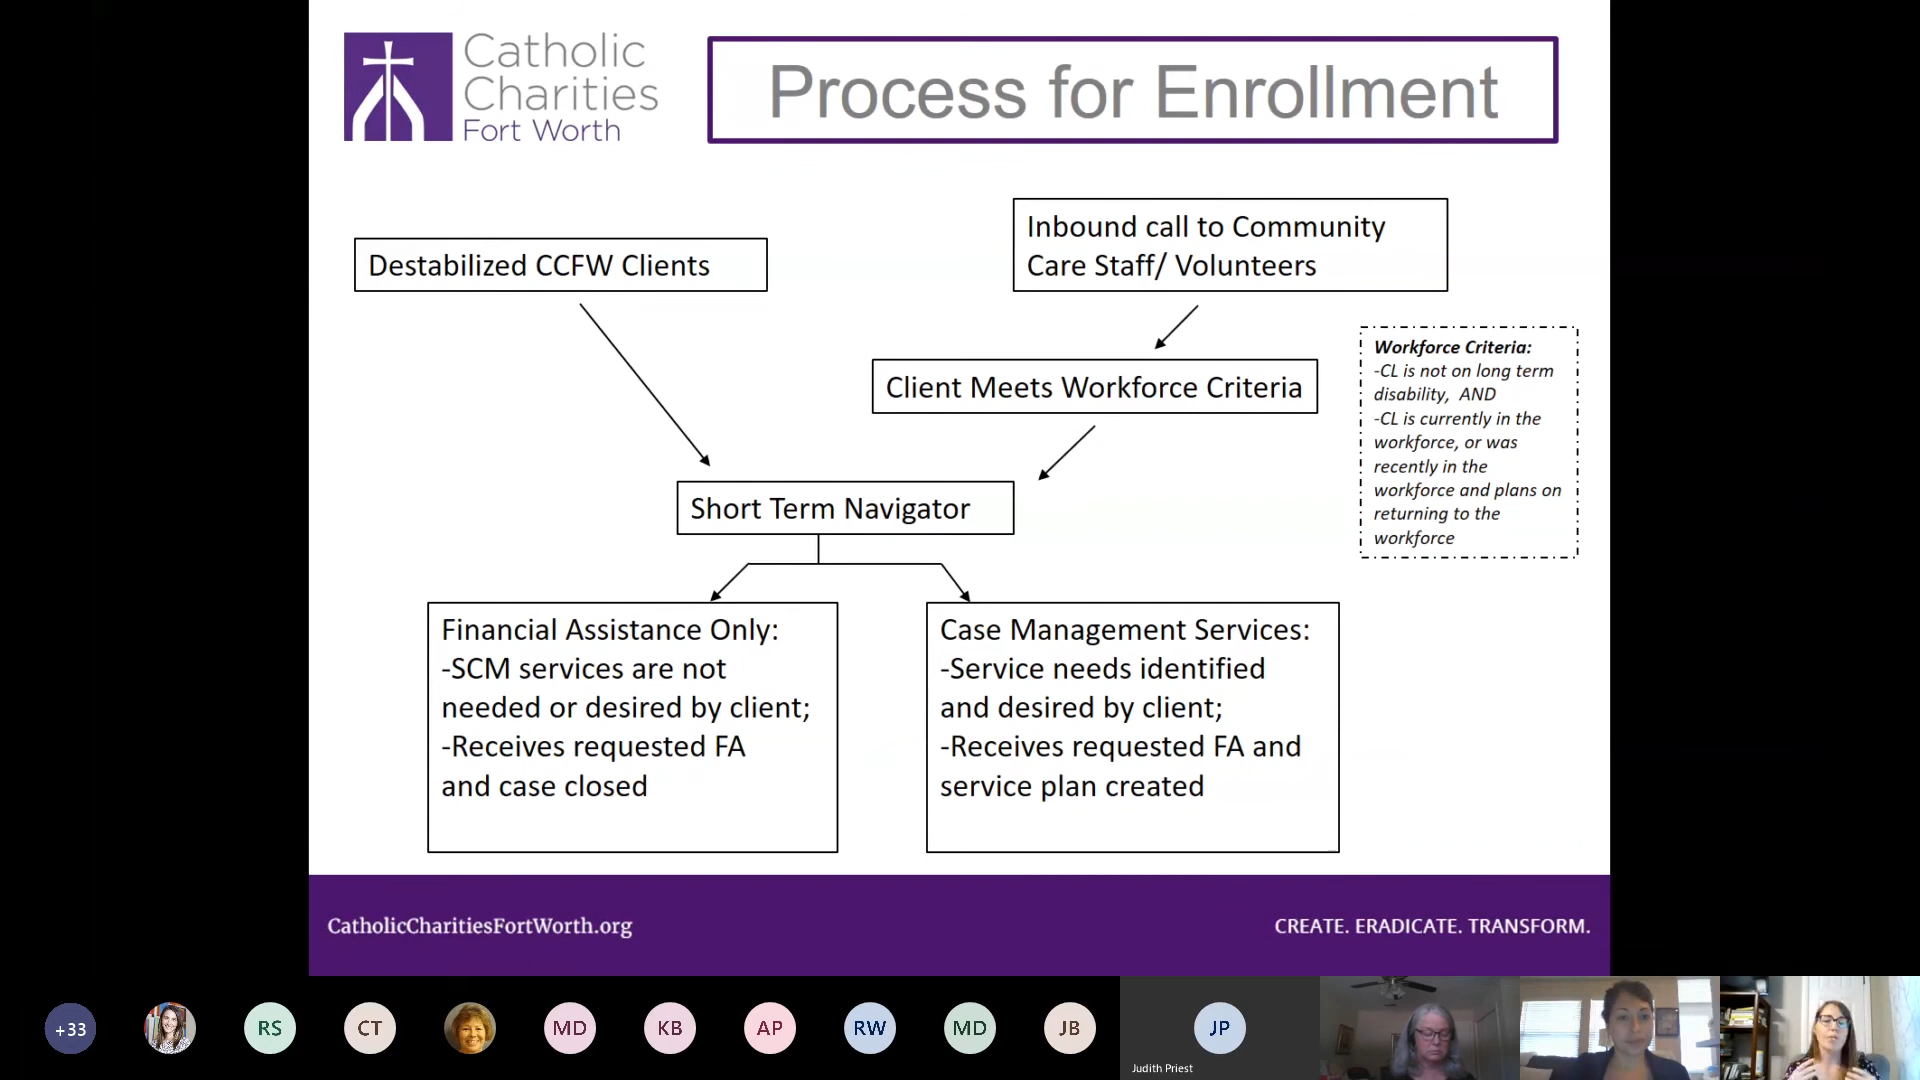 Catholic
Charities
Fort Worth
Process for Enrollment
Destabilized CCFW Clients
Inbound call to Community
Care Staff/ Volunteers
Client Meets Workforce Criteria
Workforce Criteria:
-CL is not on long term
disability, AND
-CL is currently in the
workforce, or was
recently in the
workforce and plans on
returning to the
workforce
Short Term Navigator
Financial Assistance Only:
-SCM services are not
needed or desired by client;
-Receives requested FA
and case closed
Case Management Services:
-Service needs identified
and desired by client;
-Receives requested FA and
service plan created
CatholicCharitiesFortWorth.org
CREATE. ERADICATE. TRANSFORM.
+33
RS
CT
MD
KB
AP
RW
MD
JB
JP
Judith Priest